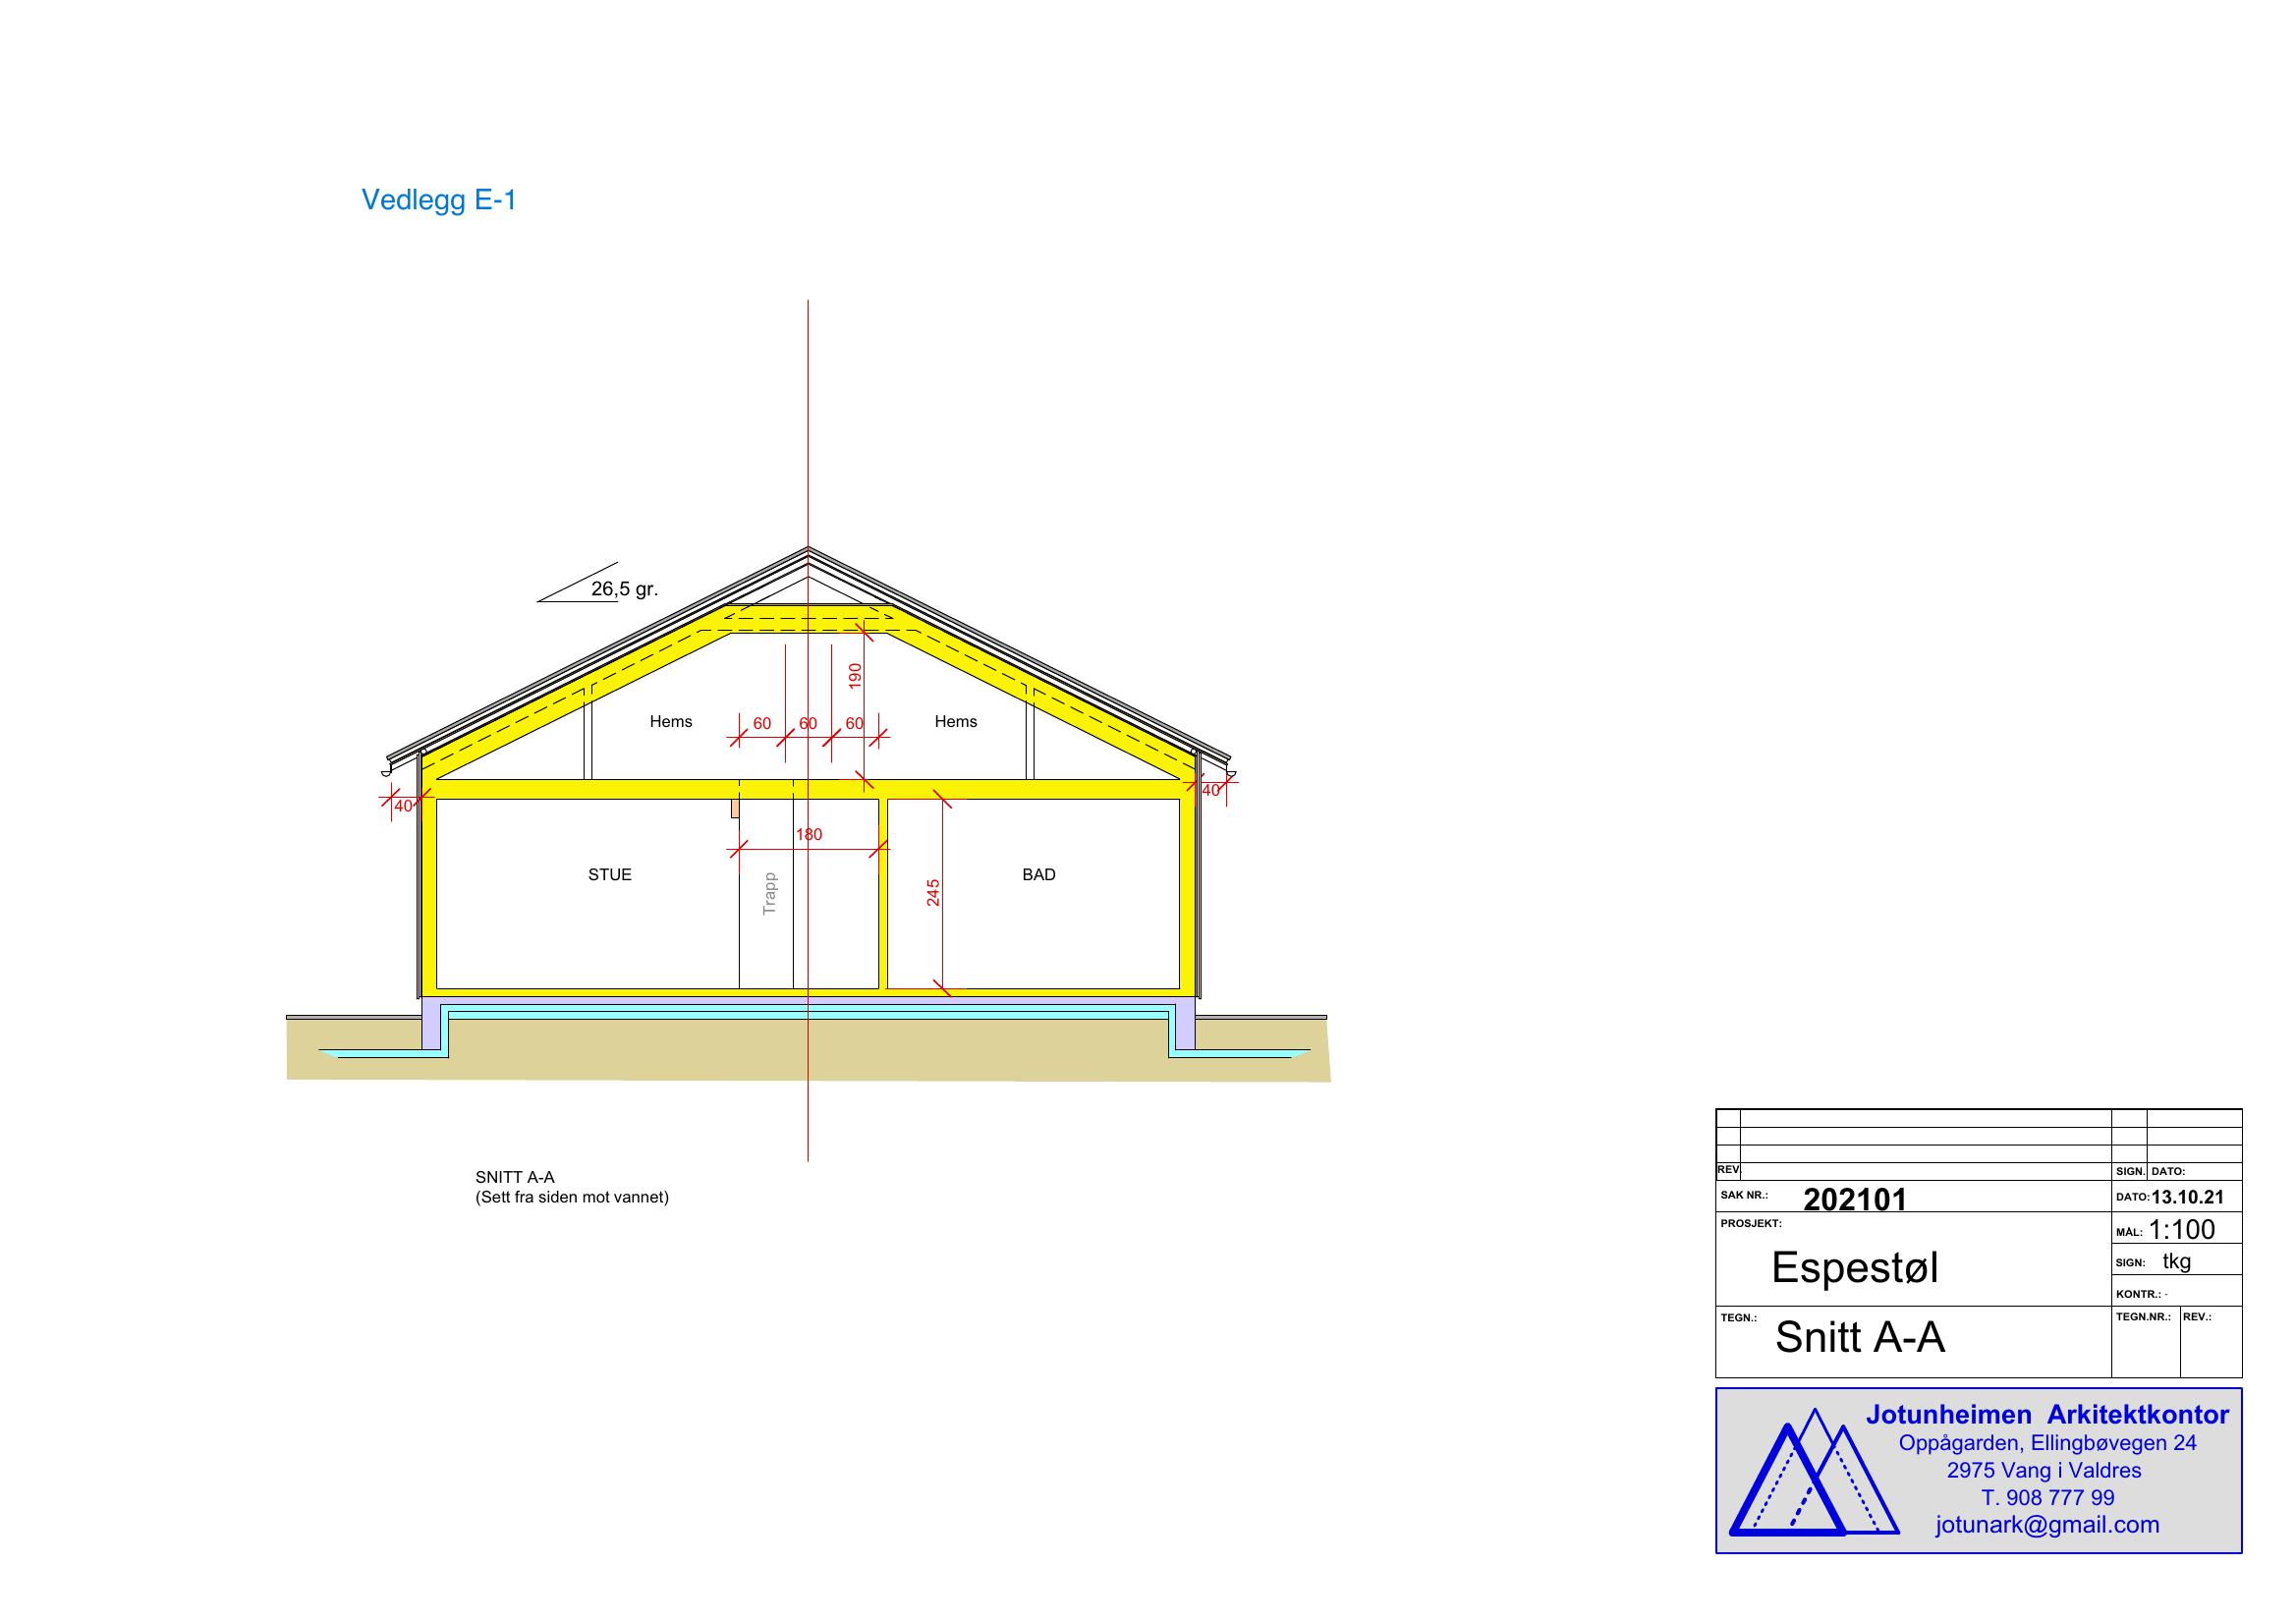 Vedlegg E-1
26,5 gr.
190
Hems
60
60
60
Hems
40
40
180
STUE
Trapp
245
BAD
SNITT A-A
(Sett fra siden mot vannet)
REV. SIGN. DATO:
SAK NR.: 202101 DATO: 13.10.21
PROSJEKT: Espestøl
MÅL: 1:100
SIGN: tkg
KONTR.: -
TEGN.: Snitt A-A
TEGN.NR.: REV.:
Jotunheimen Arkitektkontor
Oppågarden, Ellingbøvegen 24
2975 Vang i Valdres
T. 908 777 99
jotunark@gmail.com